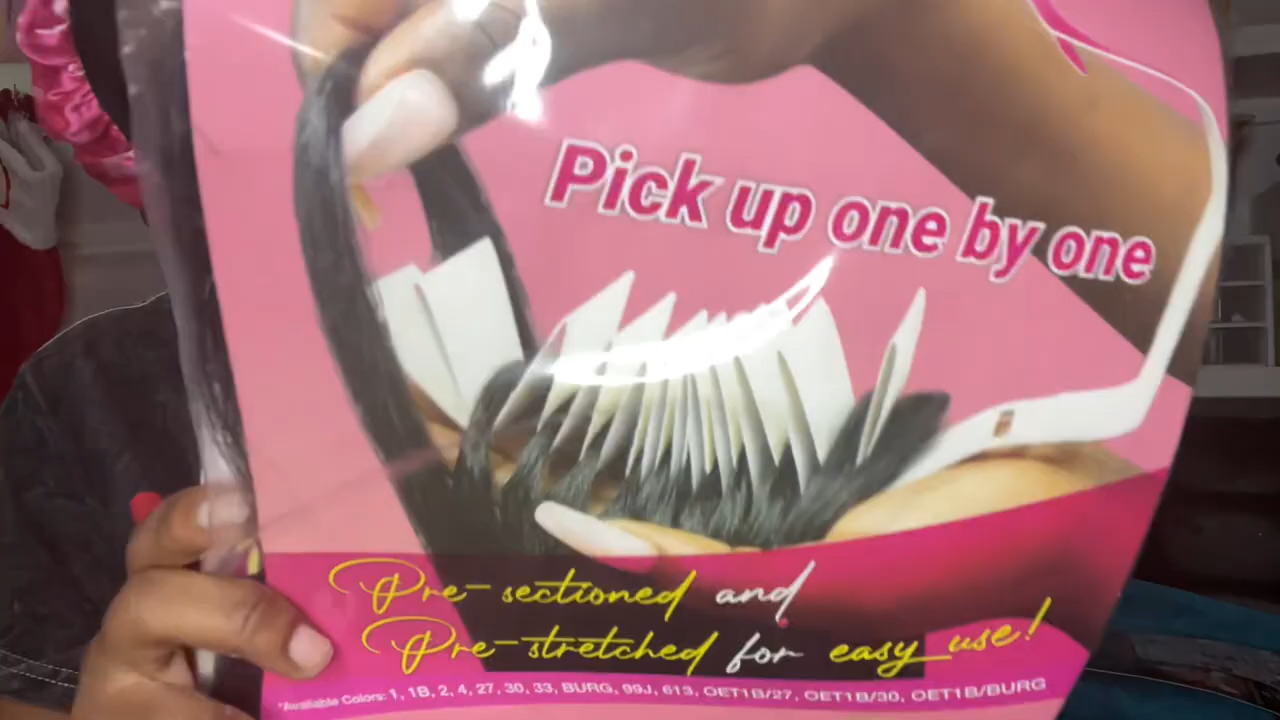 Pick up one by one
Pre-sectioned and
Pre-stretched for easy use!
*Available Colors: 1, 1B, 2, 4, 27, 30, 33, BURG, 99J, 613, OET1B/27, OET1B/30, OET1B/BURG